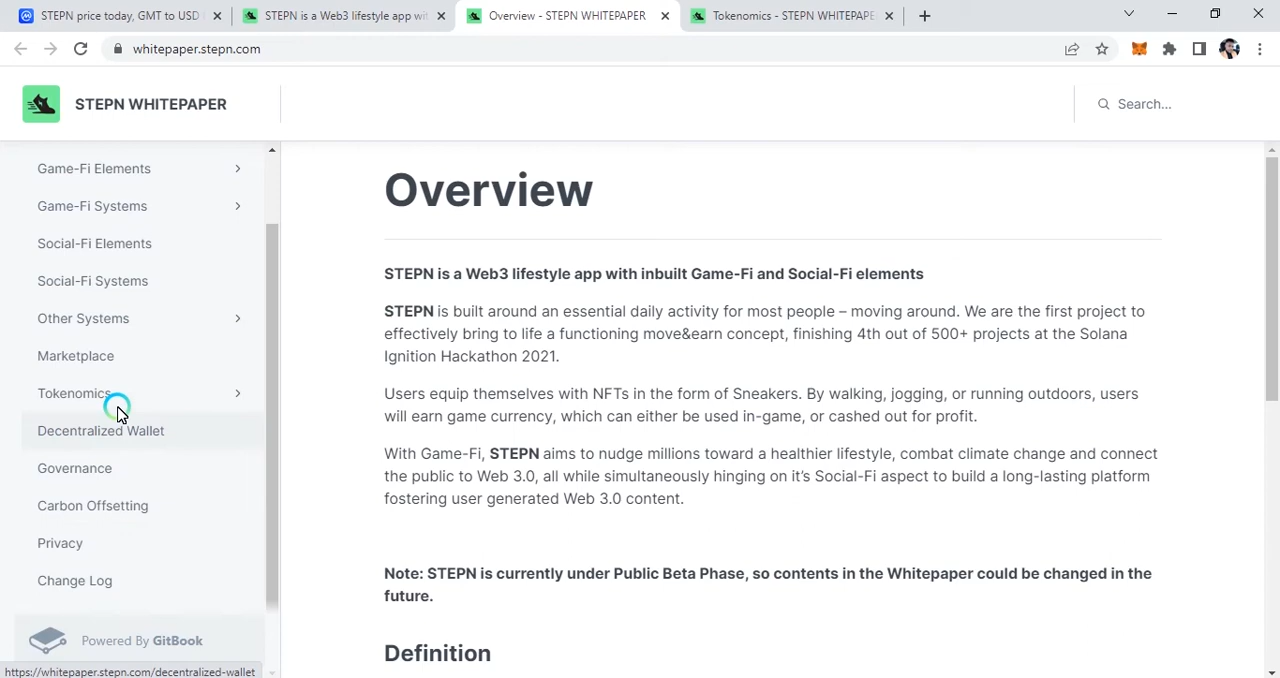 STEPN price today, GMT to USD
STEPN is a Web3 lifestyle app wit
Overview - STEPN WHITEPAPER
Tokenomics - STEPN WHITEPAPE
whitepaper.stepn.com
STEPN WHITEPAPER
Search...
Game-Fi Elements
Game-Fi Systems
Social-Fi Elements
Social-Fi Systems
Other Systems
Marketplace
Tokenomics
Decentralized Wallet
Governance
Carbon Offsetting
Privacy
Change Log
Powered By GitBook
https://whitepaper.stepn.com/decentralized-wallet
Overview
STEPN is a Web3 lifestyle app with inbuilt Game-Fi and Social-Fi elements
STEPN is built around an essential daily activity for most people – moving around. We are the first project to
effectively bring to life a functioning move&earn concept, finishing 4th out of 500+ projects at the Solana
Ignition Hackathon 2021.
Users equip themselves with NFTs in the form of Sneakers. By walking, jogging, or running outdoors, users
will earn game currency, which can either be used in-game, or cashed out for profit.
With Game-Fi, STEPN aims to nudge millions toward a healthier lifestyle, combat climate change and connect
the public to Web 3.0, all while simultaneously hinging on it's Social-Fi aspect to build a long-lasting platform
fostering user generated Web 3.0 content.
Note: STEPN is currently under Public Beta Phase, so contents in the Whitepaper could be changed in the
future.
Definition